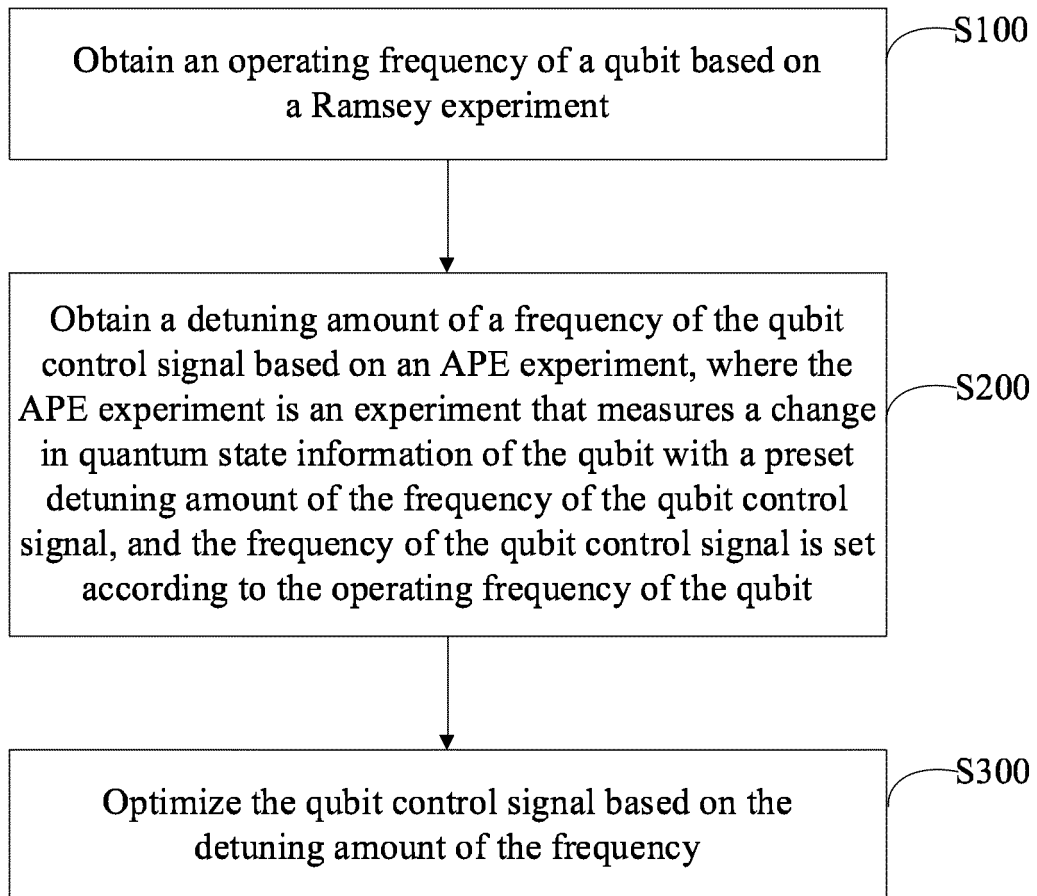 Obtain an operating frequency of a qubit based on
a Ramsey experiment
S100
Obtain a detuning amount of a frequency of the qubit
control signal based on an APE experiment, where the
APE experiment is an experiment that measures a change
in quantum state information of the qubit with a preset
detuning amount of the frequency of the qubit control
signal, and the frequency of the qubit control signal is set
according to the operating frequency of the qubit
S200
Optimize the qubit control signal based on the
detuning amount of the frequency
S300